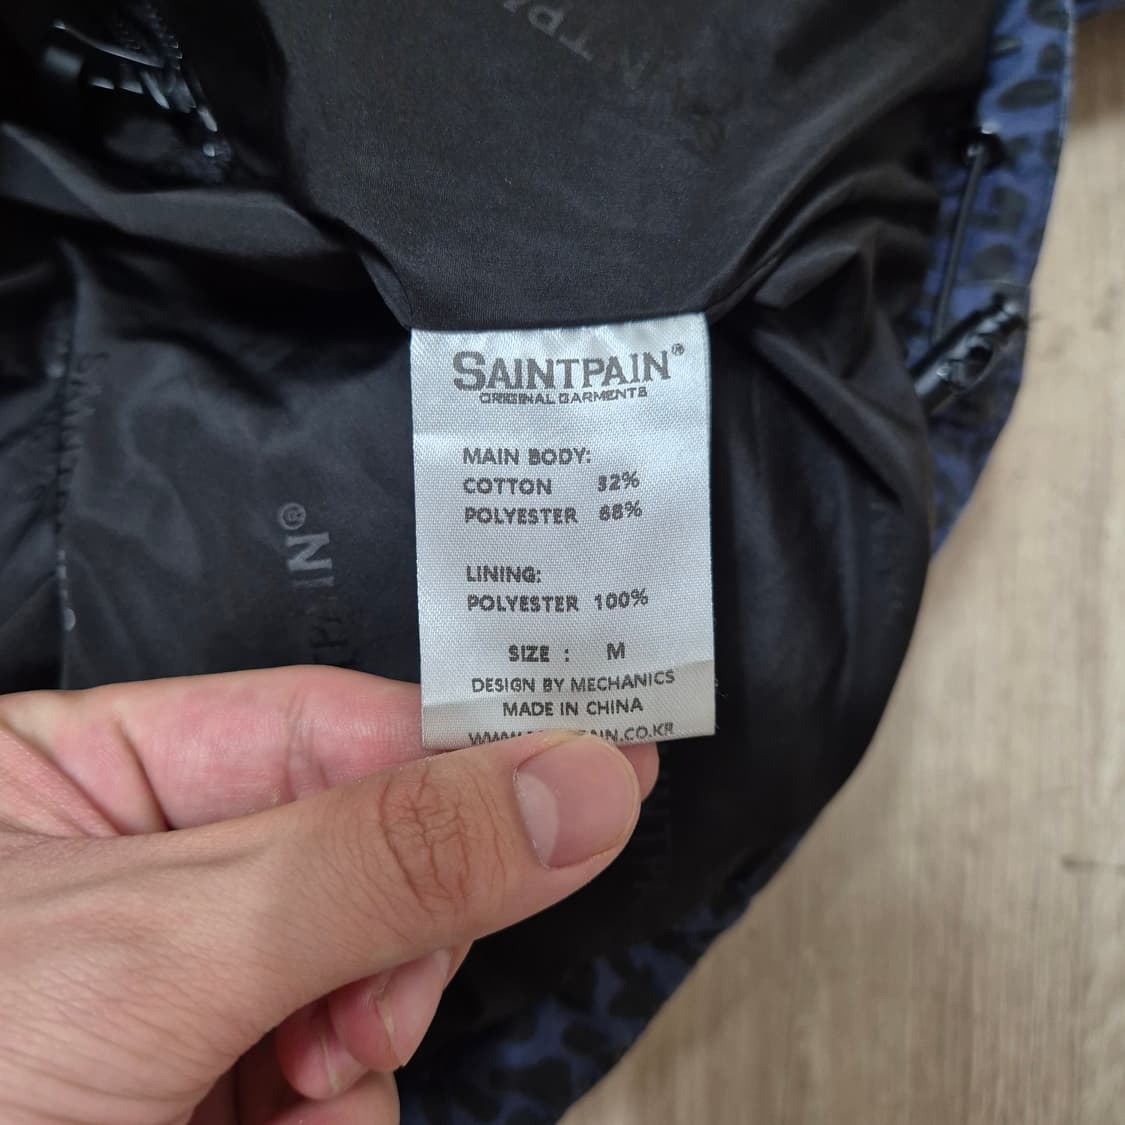 SAINTPAIN®
ORIGINAL GARMENTS
MAIN BODY:
COTTON 32%
POLYESTER 68%
LINING:
POLYESTER 100%
SIZE : M
DESIGN BY MECHANICS
MADE IN CHINA